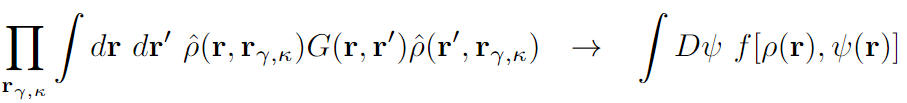 ∏_{𝐫_{γ,κ}} ∫ d𝐫 d𝐫′ ρ̂(𝐫, 𝐫_{γ,κ})G(𝐫, 𝐫′)ρ̂(𝐫′, 𝐫_{γ,κ}) → ∫ Dψ f[ρ(𝐫), ψ(𝐫)]